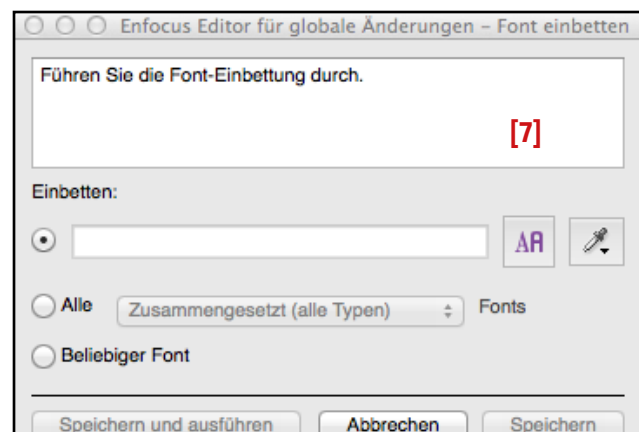 Enfocus Editor für globale Änderungen – Font einbetten
Führen Sie die Font-Einbettung durch.
[7]
Einbetten:
AA
Alle Zusammengesetzt (alle Typen) Fonts
Beliebiger Font
Speichern und ausführen Abbrechen Speichern